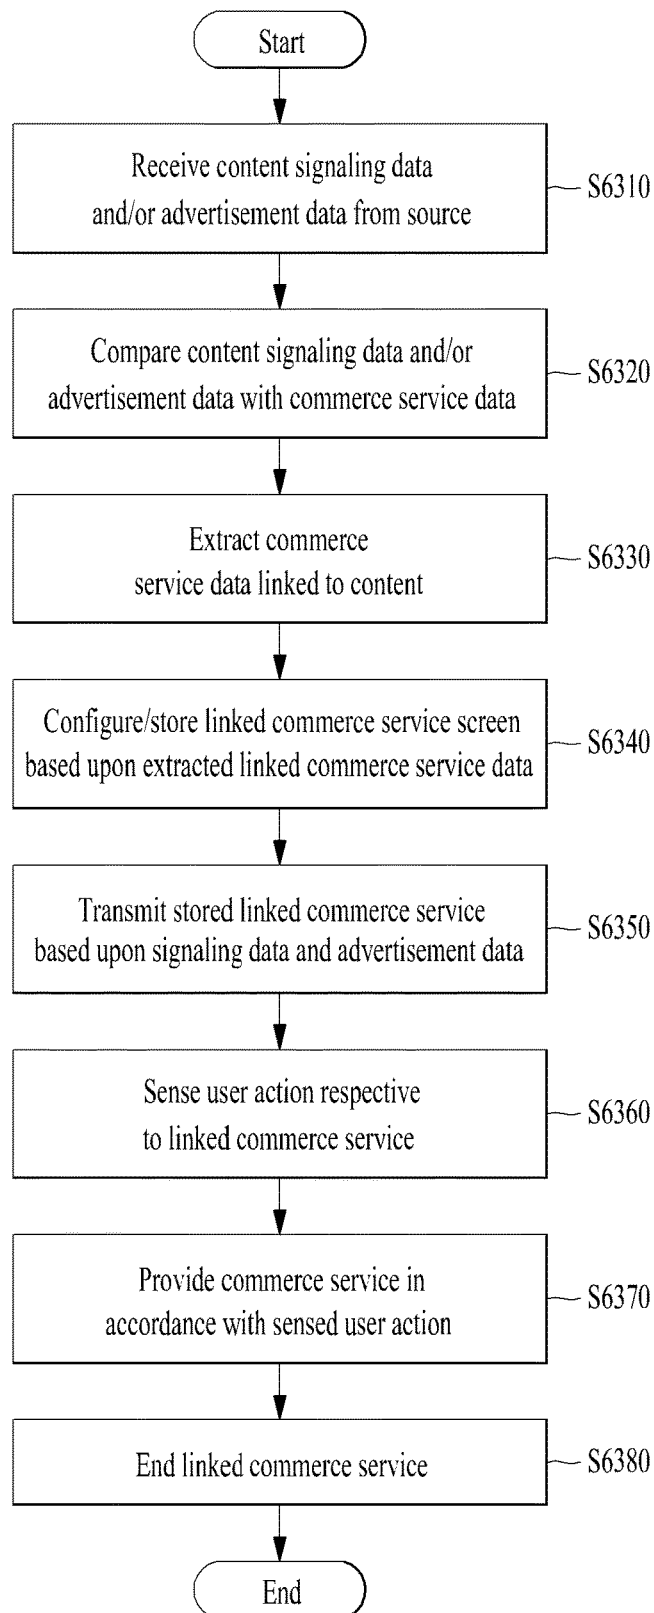 Start
Receive content signaling data
and/or advertisement data from source
S6310
Compare content signaling data and/or
advertisement data with commerce service data
S6320
Extract commerce
service data linked to content
S6330
Configure/store linked commerce service screen
based upon extracted linked commerce service data
S6340
Transmit stored linked commerce service
based upon signaling data and advertisement data
S6350
Sense user action respective
to linked commerce service
S6360
Provide commerce service in
accordance with sensed user action
S6370
End linked commerce service
S6380
End